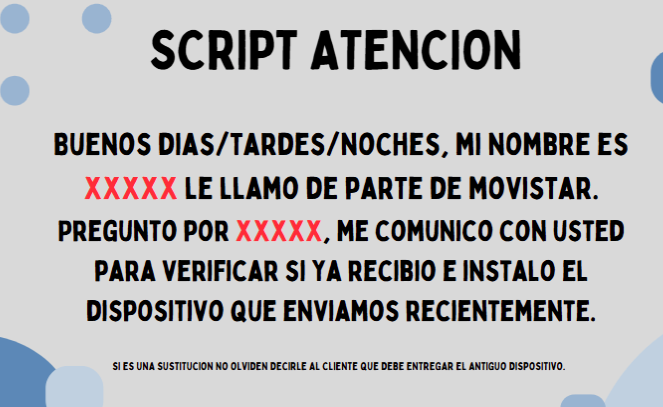 SCRIPT ATENCION
BUENOS DIAS/TARDES/NOCHES, MI NOMBRE ES
XXXXX LE LLAMO DE PARTE DE MOVISTAR.
PREGUNTO POR XXXXX, ME COMUNICO CON USTED
PARA VERIFICAR SI YA RECIBIO E INSTALO EL
DISPOSITIVO QUE ENVIAMOS RECIENTEMENTE.
SI ES UNA SUSTITUCION NO OLVIDEN DECIRLE AL CLIENTE QUE DEBE ENTREGAR EL ANTIGUO DISPOSITIVO.